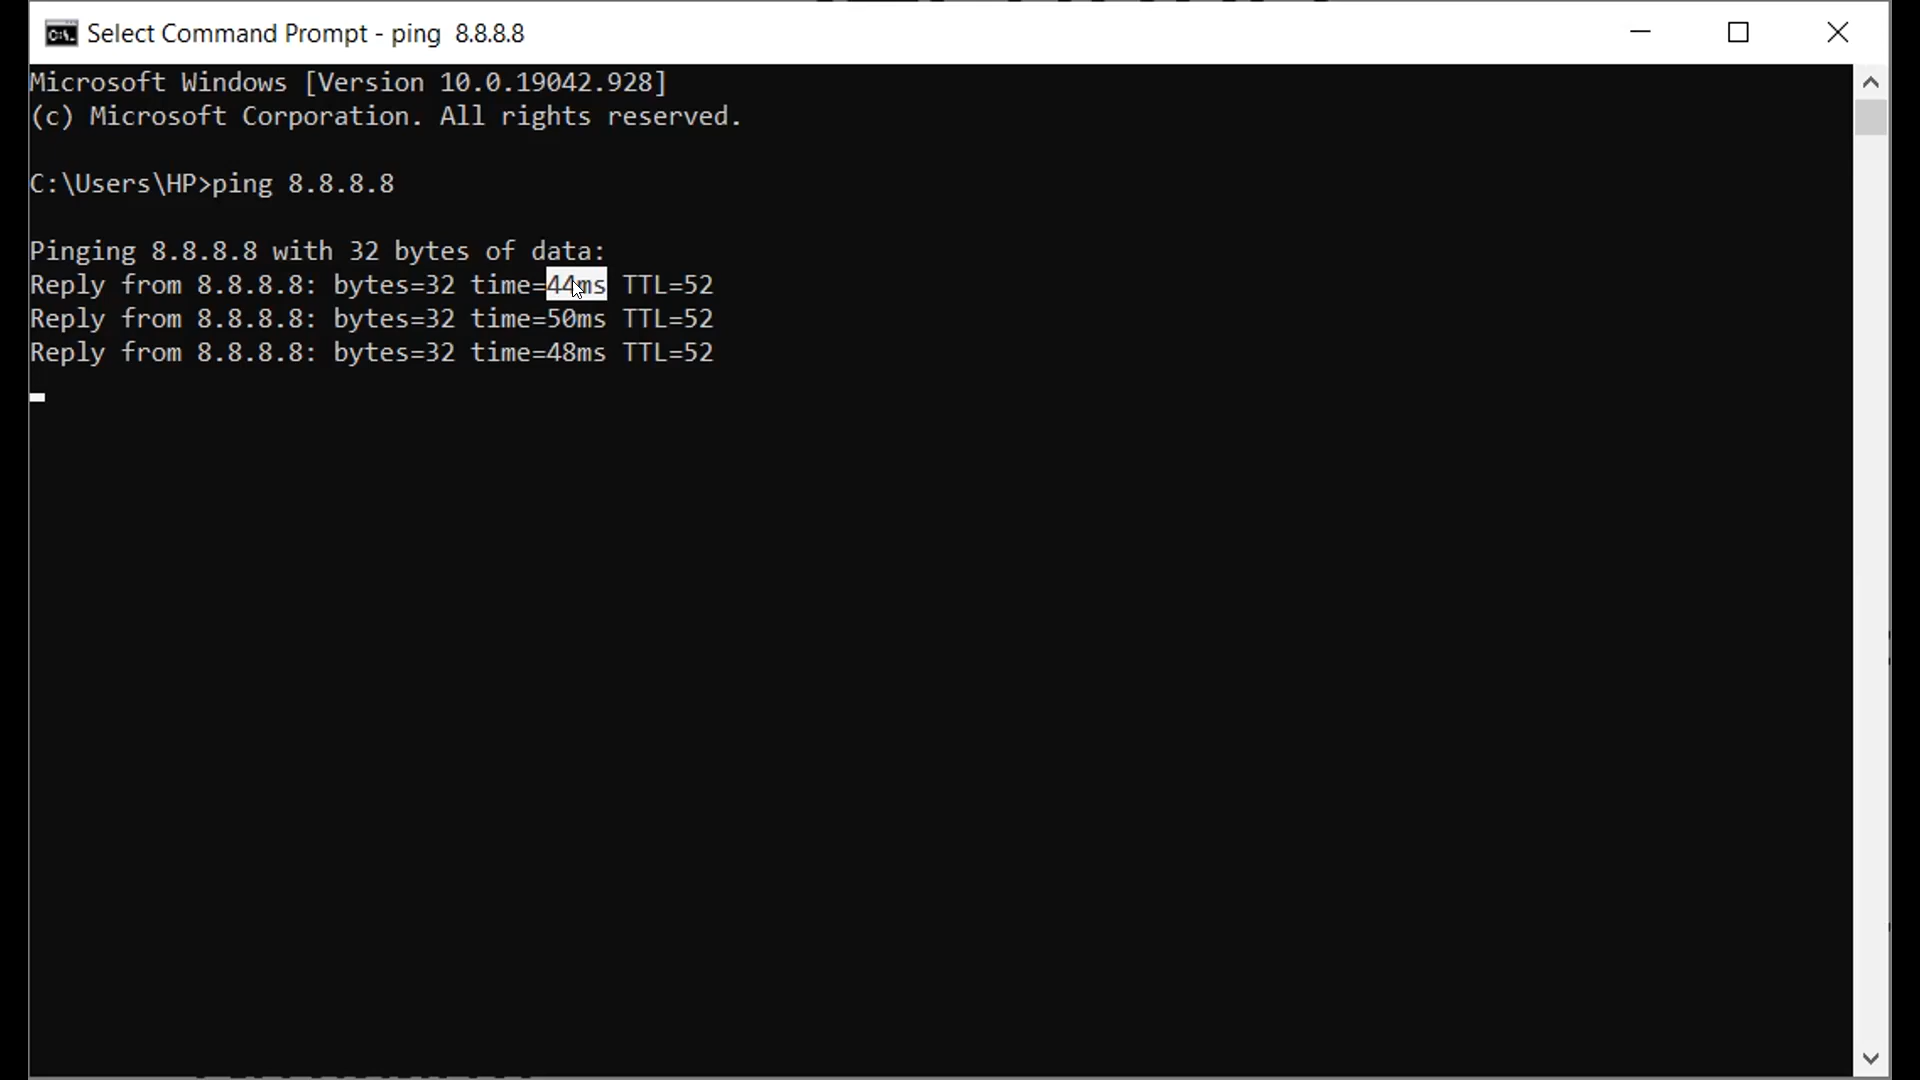 Select Command Prompt - ping  8.8.8.8
Microsoft Windows [Version 10.0.19042.928]
(c) Microsoft Corporation. All rights reserved.
C:\Users\HP>ping 8.8.8.8
Pinging 8.8.8.8 with 32 bytes of data:
Reply from 8.8.8.8: bytes=32 time=44ms TTL=52
Reply from 8.8.8.8: bytes=32 time=50ms TTL=52
Reply from 8.8.8.8: bytes=32 time=48ms TTL=52